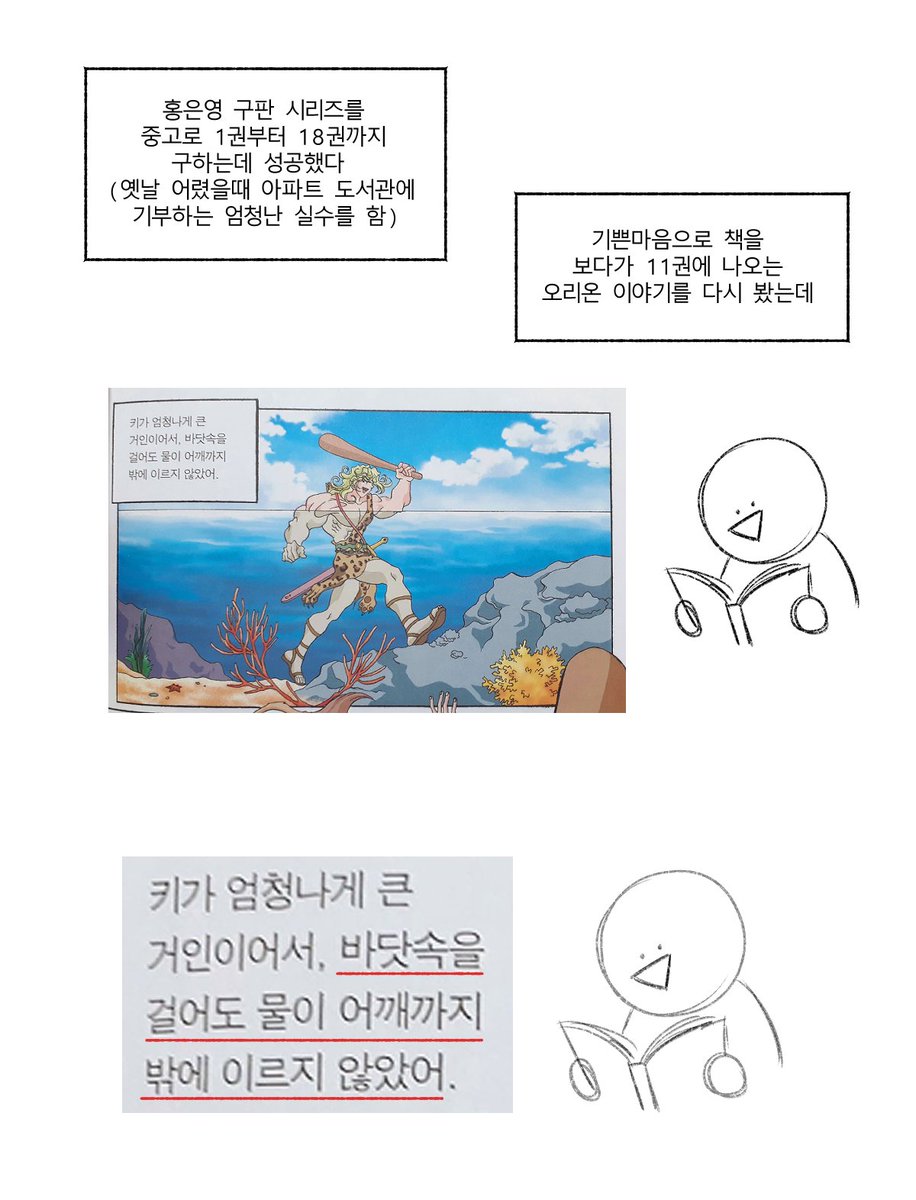 홍은영 구판 시리즈를
중고로 1권부터 18권까지
구하는데 성공했다
(옛날 어렸을때 아파트 도서관에
기부하는 엄청난 실수를 함)
기쁜마음으로 책을
보다가 11권에 나오는
오리온 이야기를 다시 봤는데
키가 엄청나게 큰
거인이어서, 바닷속을
걸어도 물이 어깨까지
밖에 이르지 않았어.
키가 엄청나게 큰
거인이어서, 바닷속을
걸어도 물이 어깨까지
밖에 이르지 않았어.